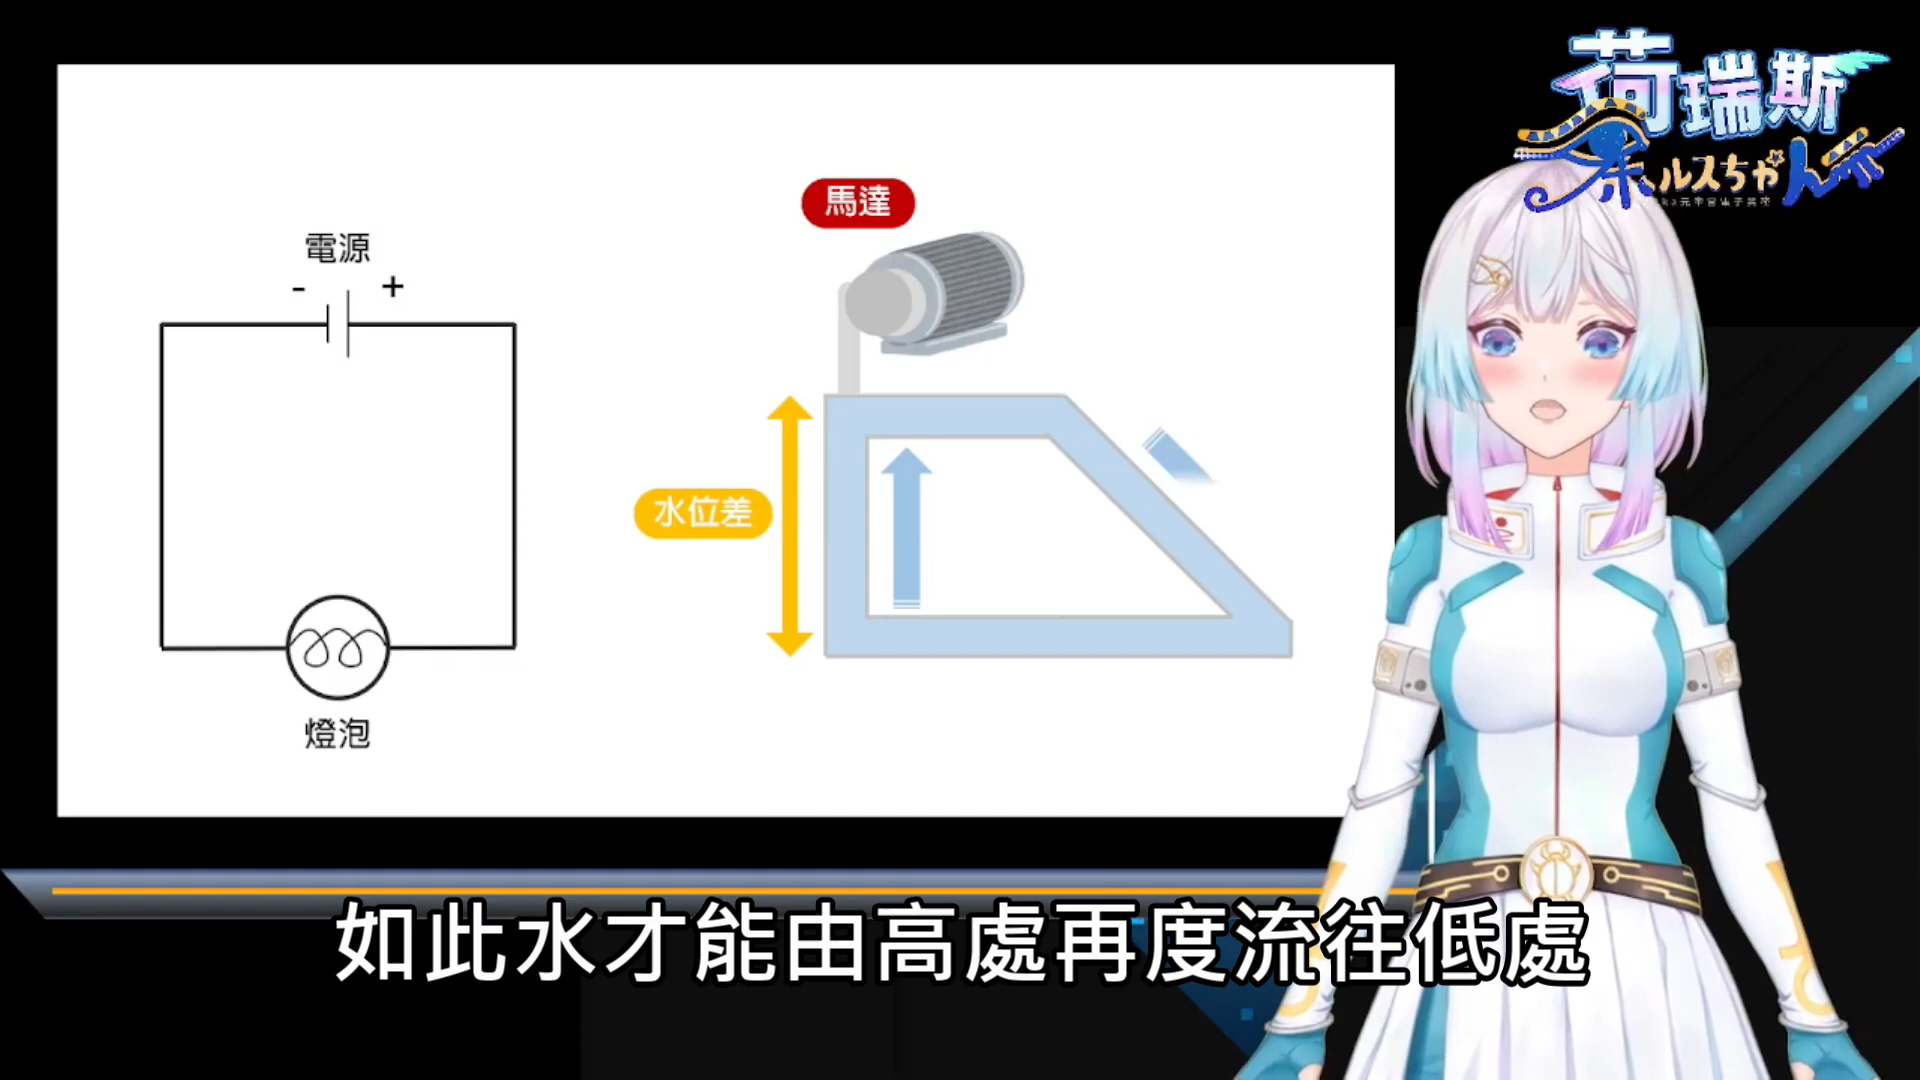 荷瑞斯
ホルスちゃん
電源
- +
燈泡
馬達
水位差
如此水才能由高處再度流往低處